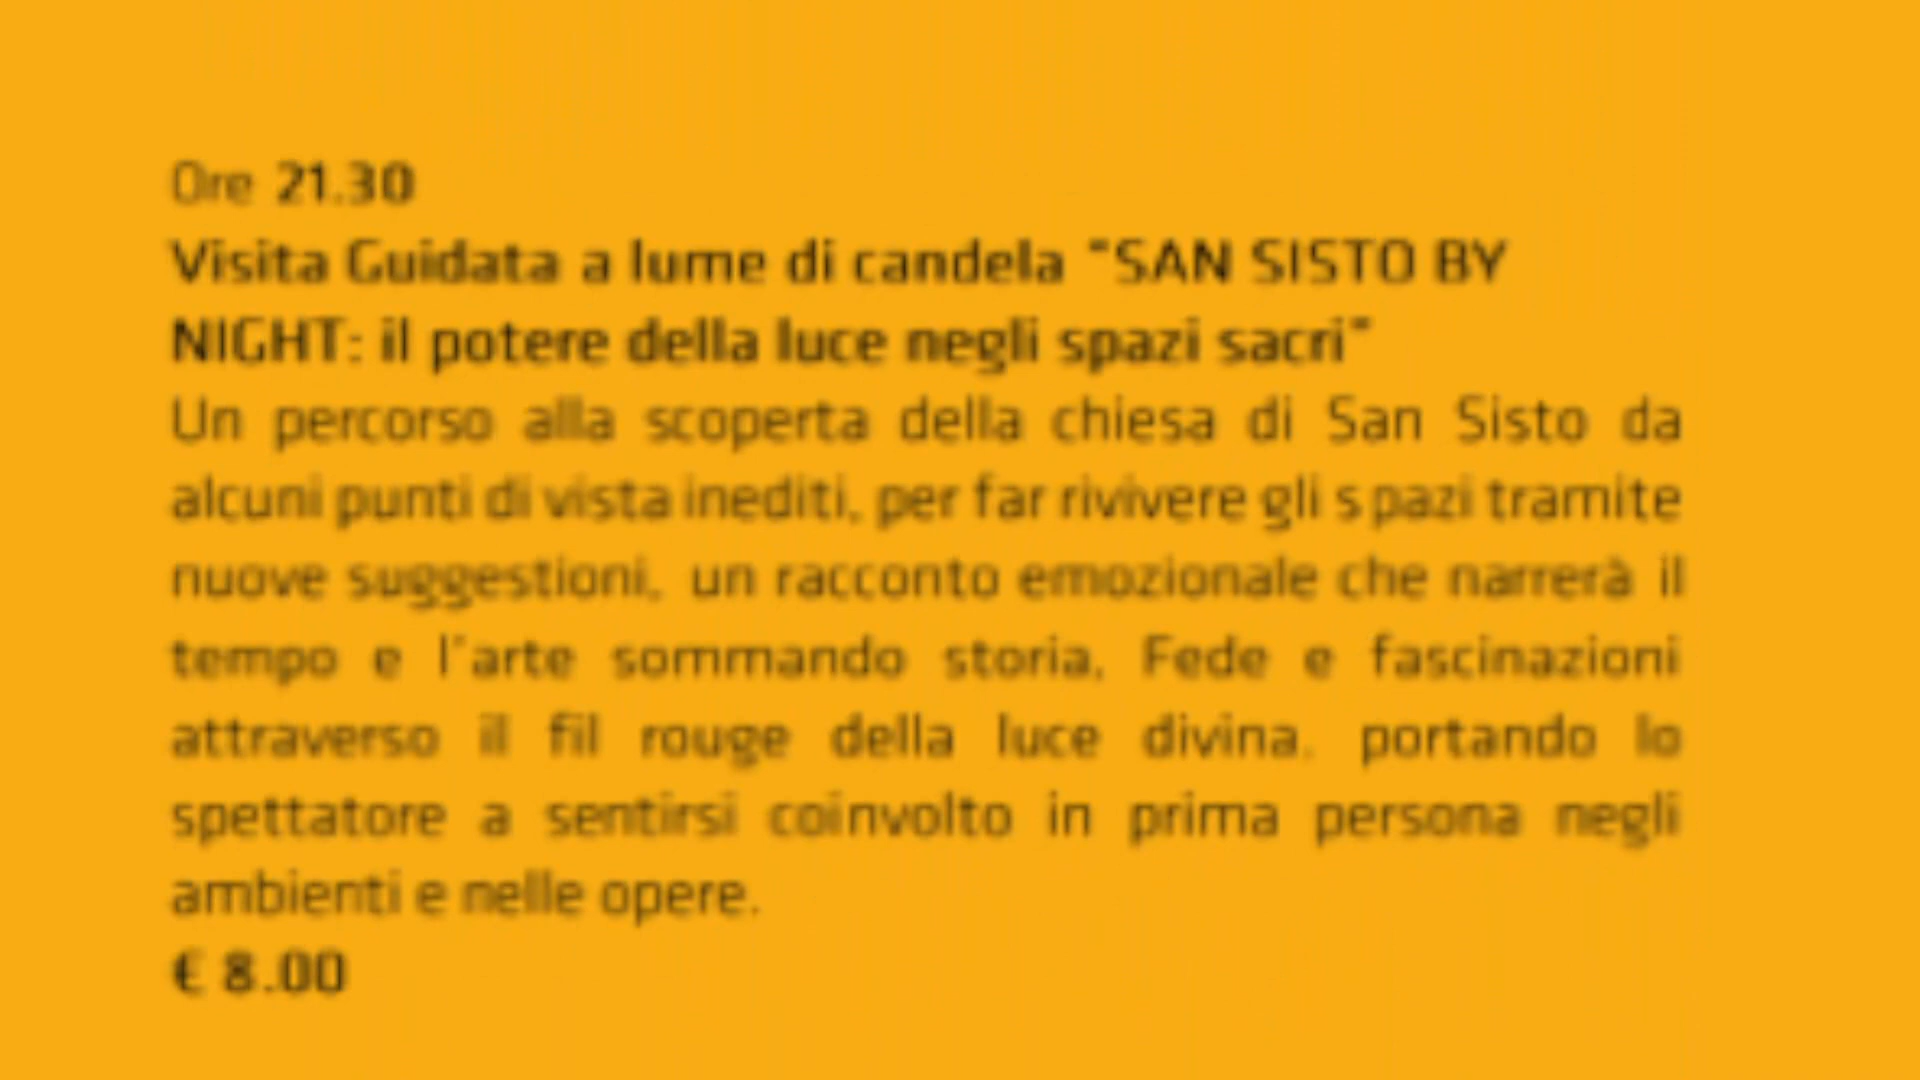 Ore 21.30
Visita Guidata a lume di candela "SAN SISTO BY
NIGHT: il potere della luce negli spazi sacri"
Un percorso alla scoperta della chiesa di San Sisto da
alcuni punti di vista inediti, per far rivivere gli s pazi tramite
nuove suggestioni, un racconto emozionale che narrerà il
tempo e l'arte sommando storia, Fede e fascinazioni
attraverso il fil rouge della luce divina, portando lo
spettatore a sentirsi coinvolto in prima persona negli
ambienti e nelle opere.
€ 8.00